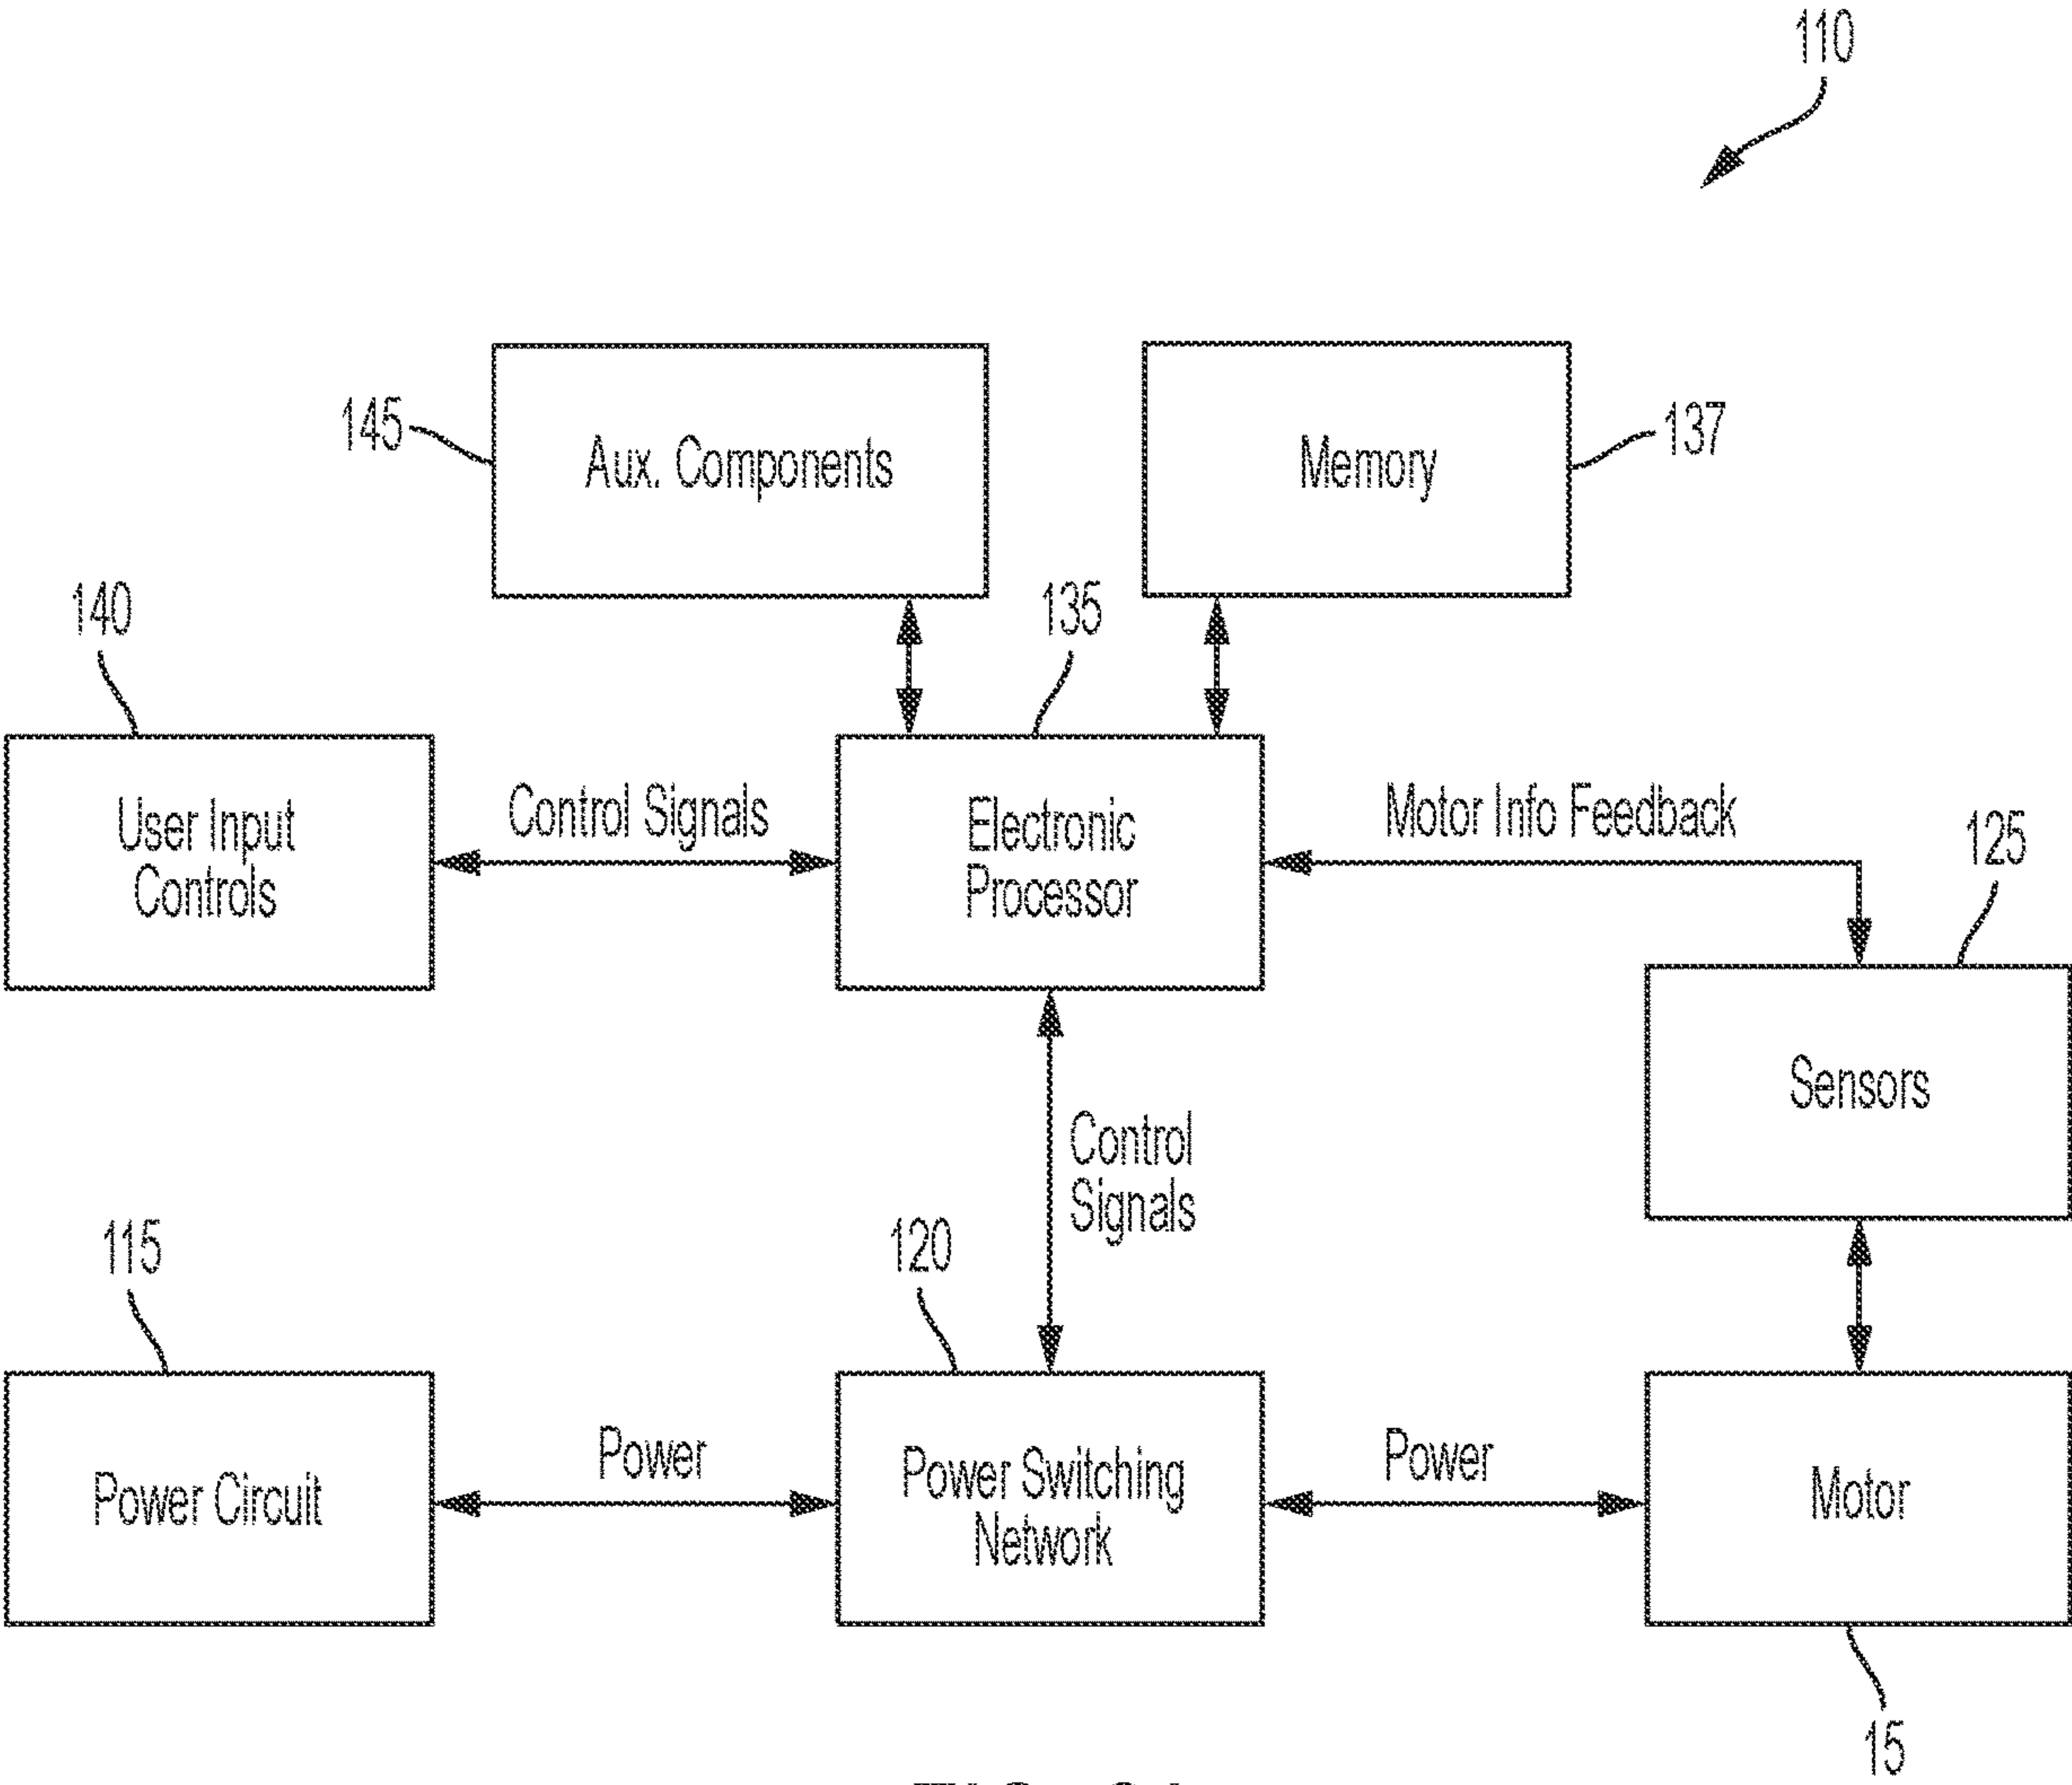 110
145
Aux. Components
Memory
137
140
135
User Input
Controls
Control Signals
Electronic
Processor
Motor Info Feedback
125
Sensors
Control
Signals
115
120
Power Circuit
Power
Power Switching
Network
Power
Motor
15